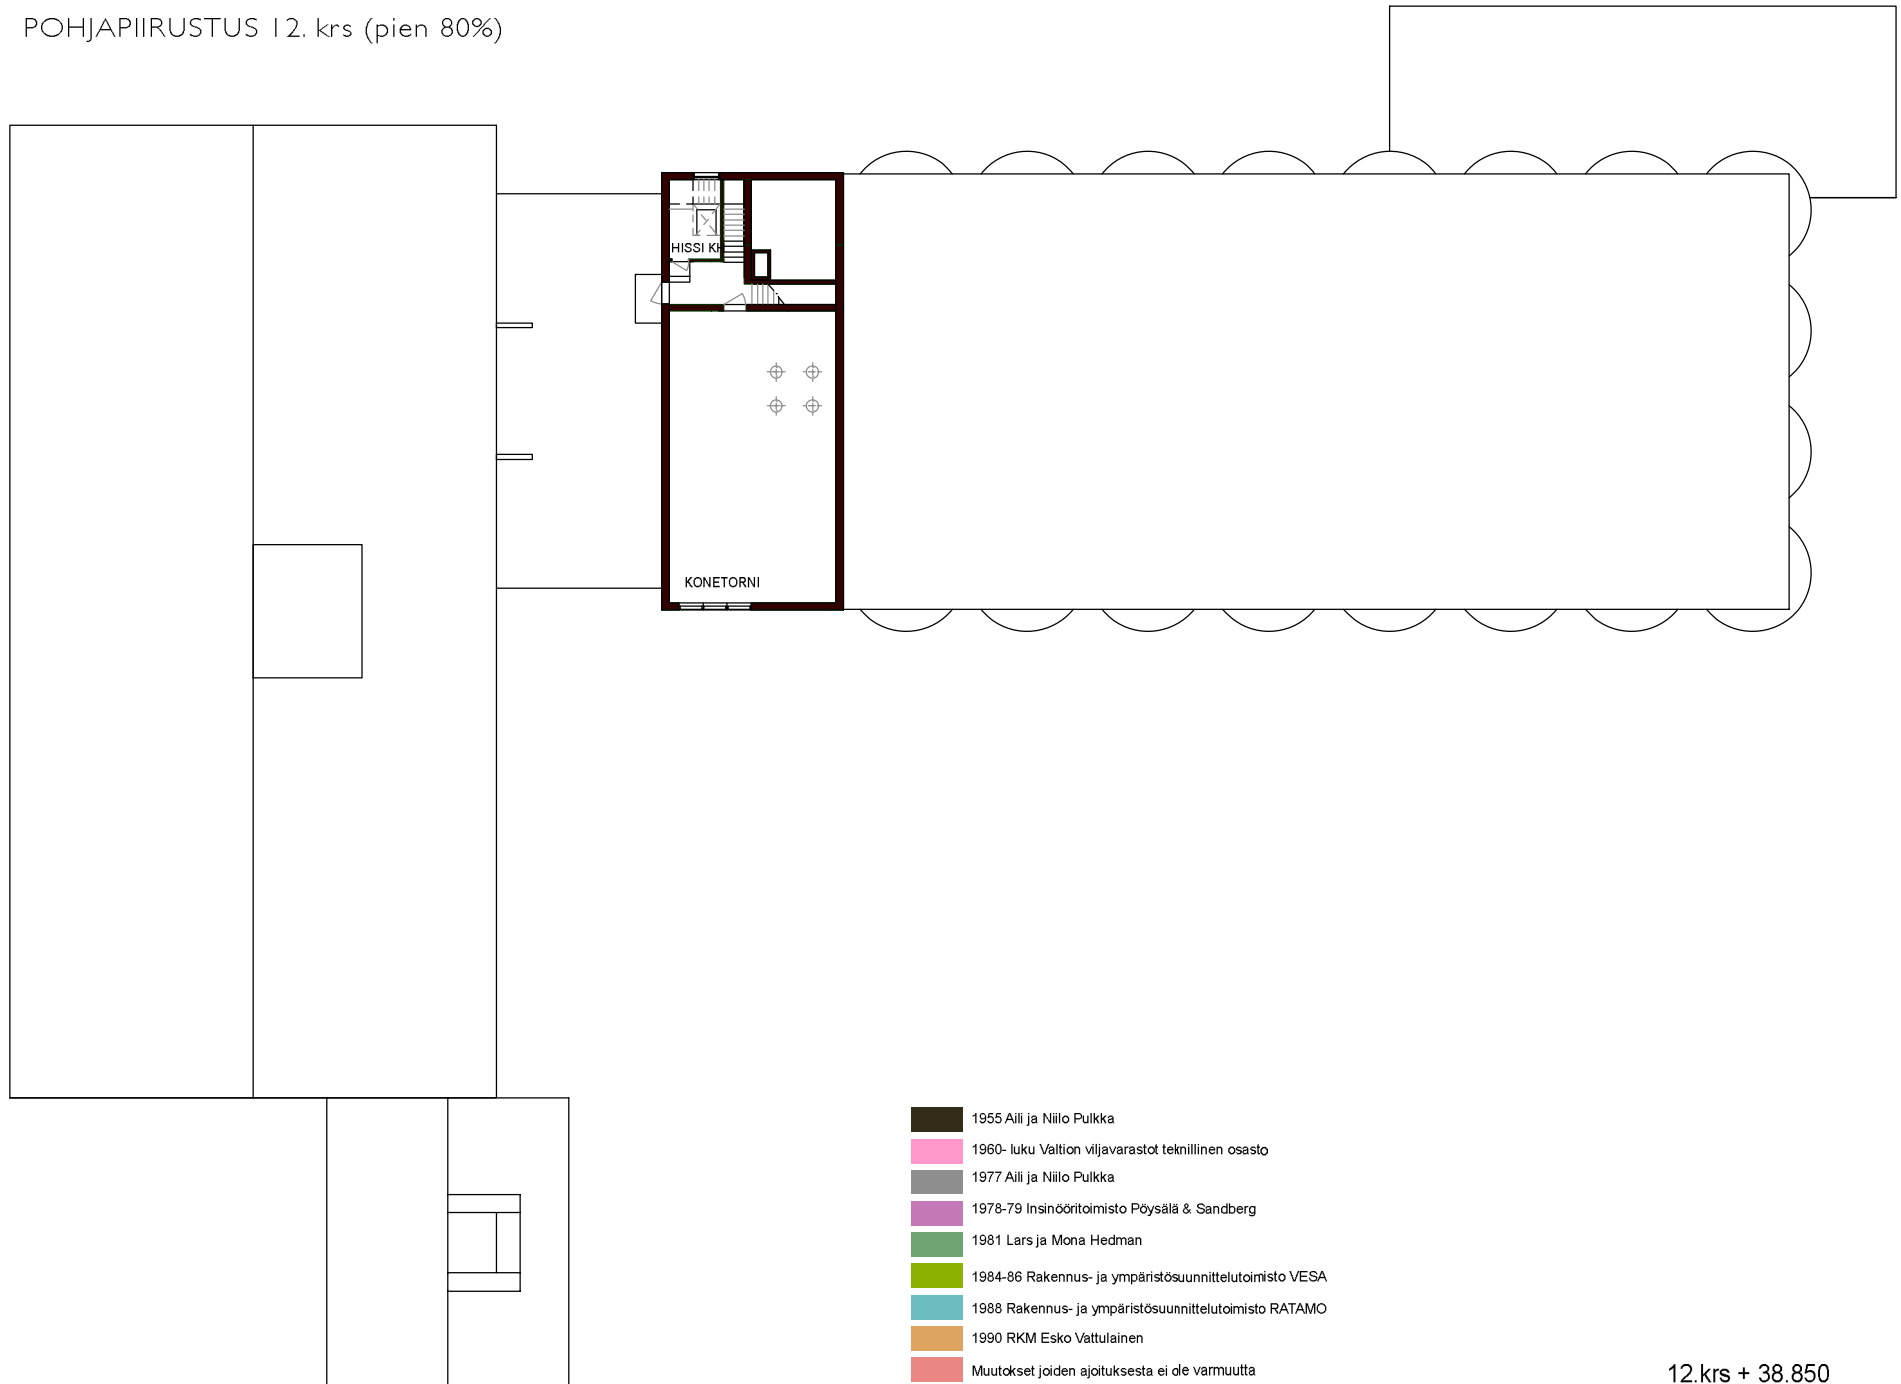 POHJAPIIRUSTUS 12. krs (pien 80%)
HISSI KH
KONETORNI
1955 Aili ja Niilo Pulkka
1960- luku Valtion viljavarastot teknillinen osasto
1977 Aili ja Niilo Pulkka
1978-79 Insinööritoimisto Pöysälä & Sandberg
1981 Lars ja Mona Hedman
1984-86 Rakennus- ja ympäristösuunnittelutoimisto VESA
1988 Rakennus- ja ympäristösuunnittelutoimisto RATAMO
1990 RKM Esko Vattulainen
Muutokset joiden ajoituksesta ei ole varmuutta
12.krs + 38.850